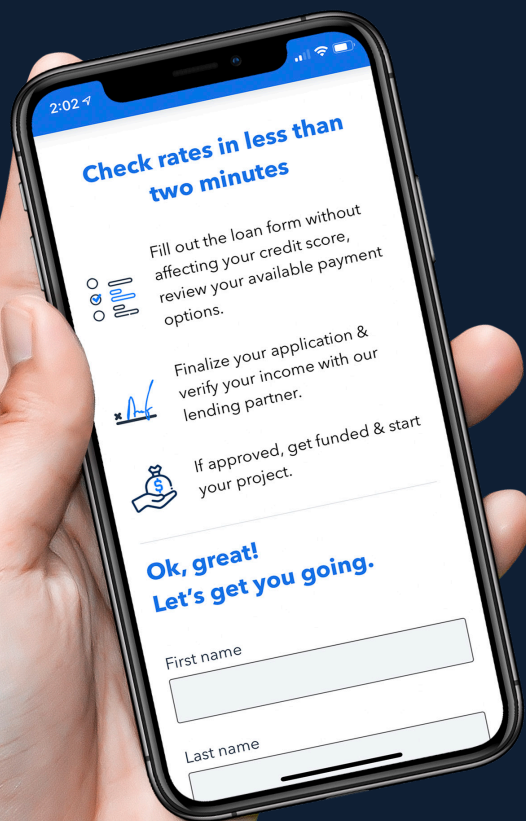 2:02
Check rates in less than
two minutes
Fill out the loan form without
affecting your credit score,
review your available payment
options.
x
Finalize your application &
verify your income with our
lending partner.
$
If approved, get funded & start
your project.
Ok, great!
Let's get you going.
First name
Last name